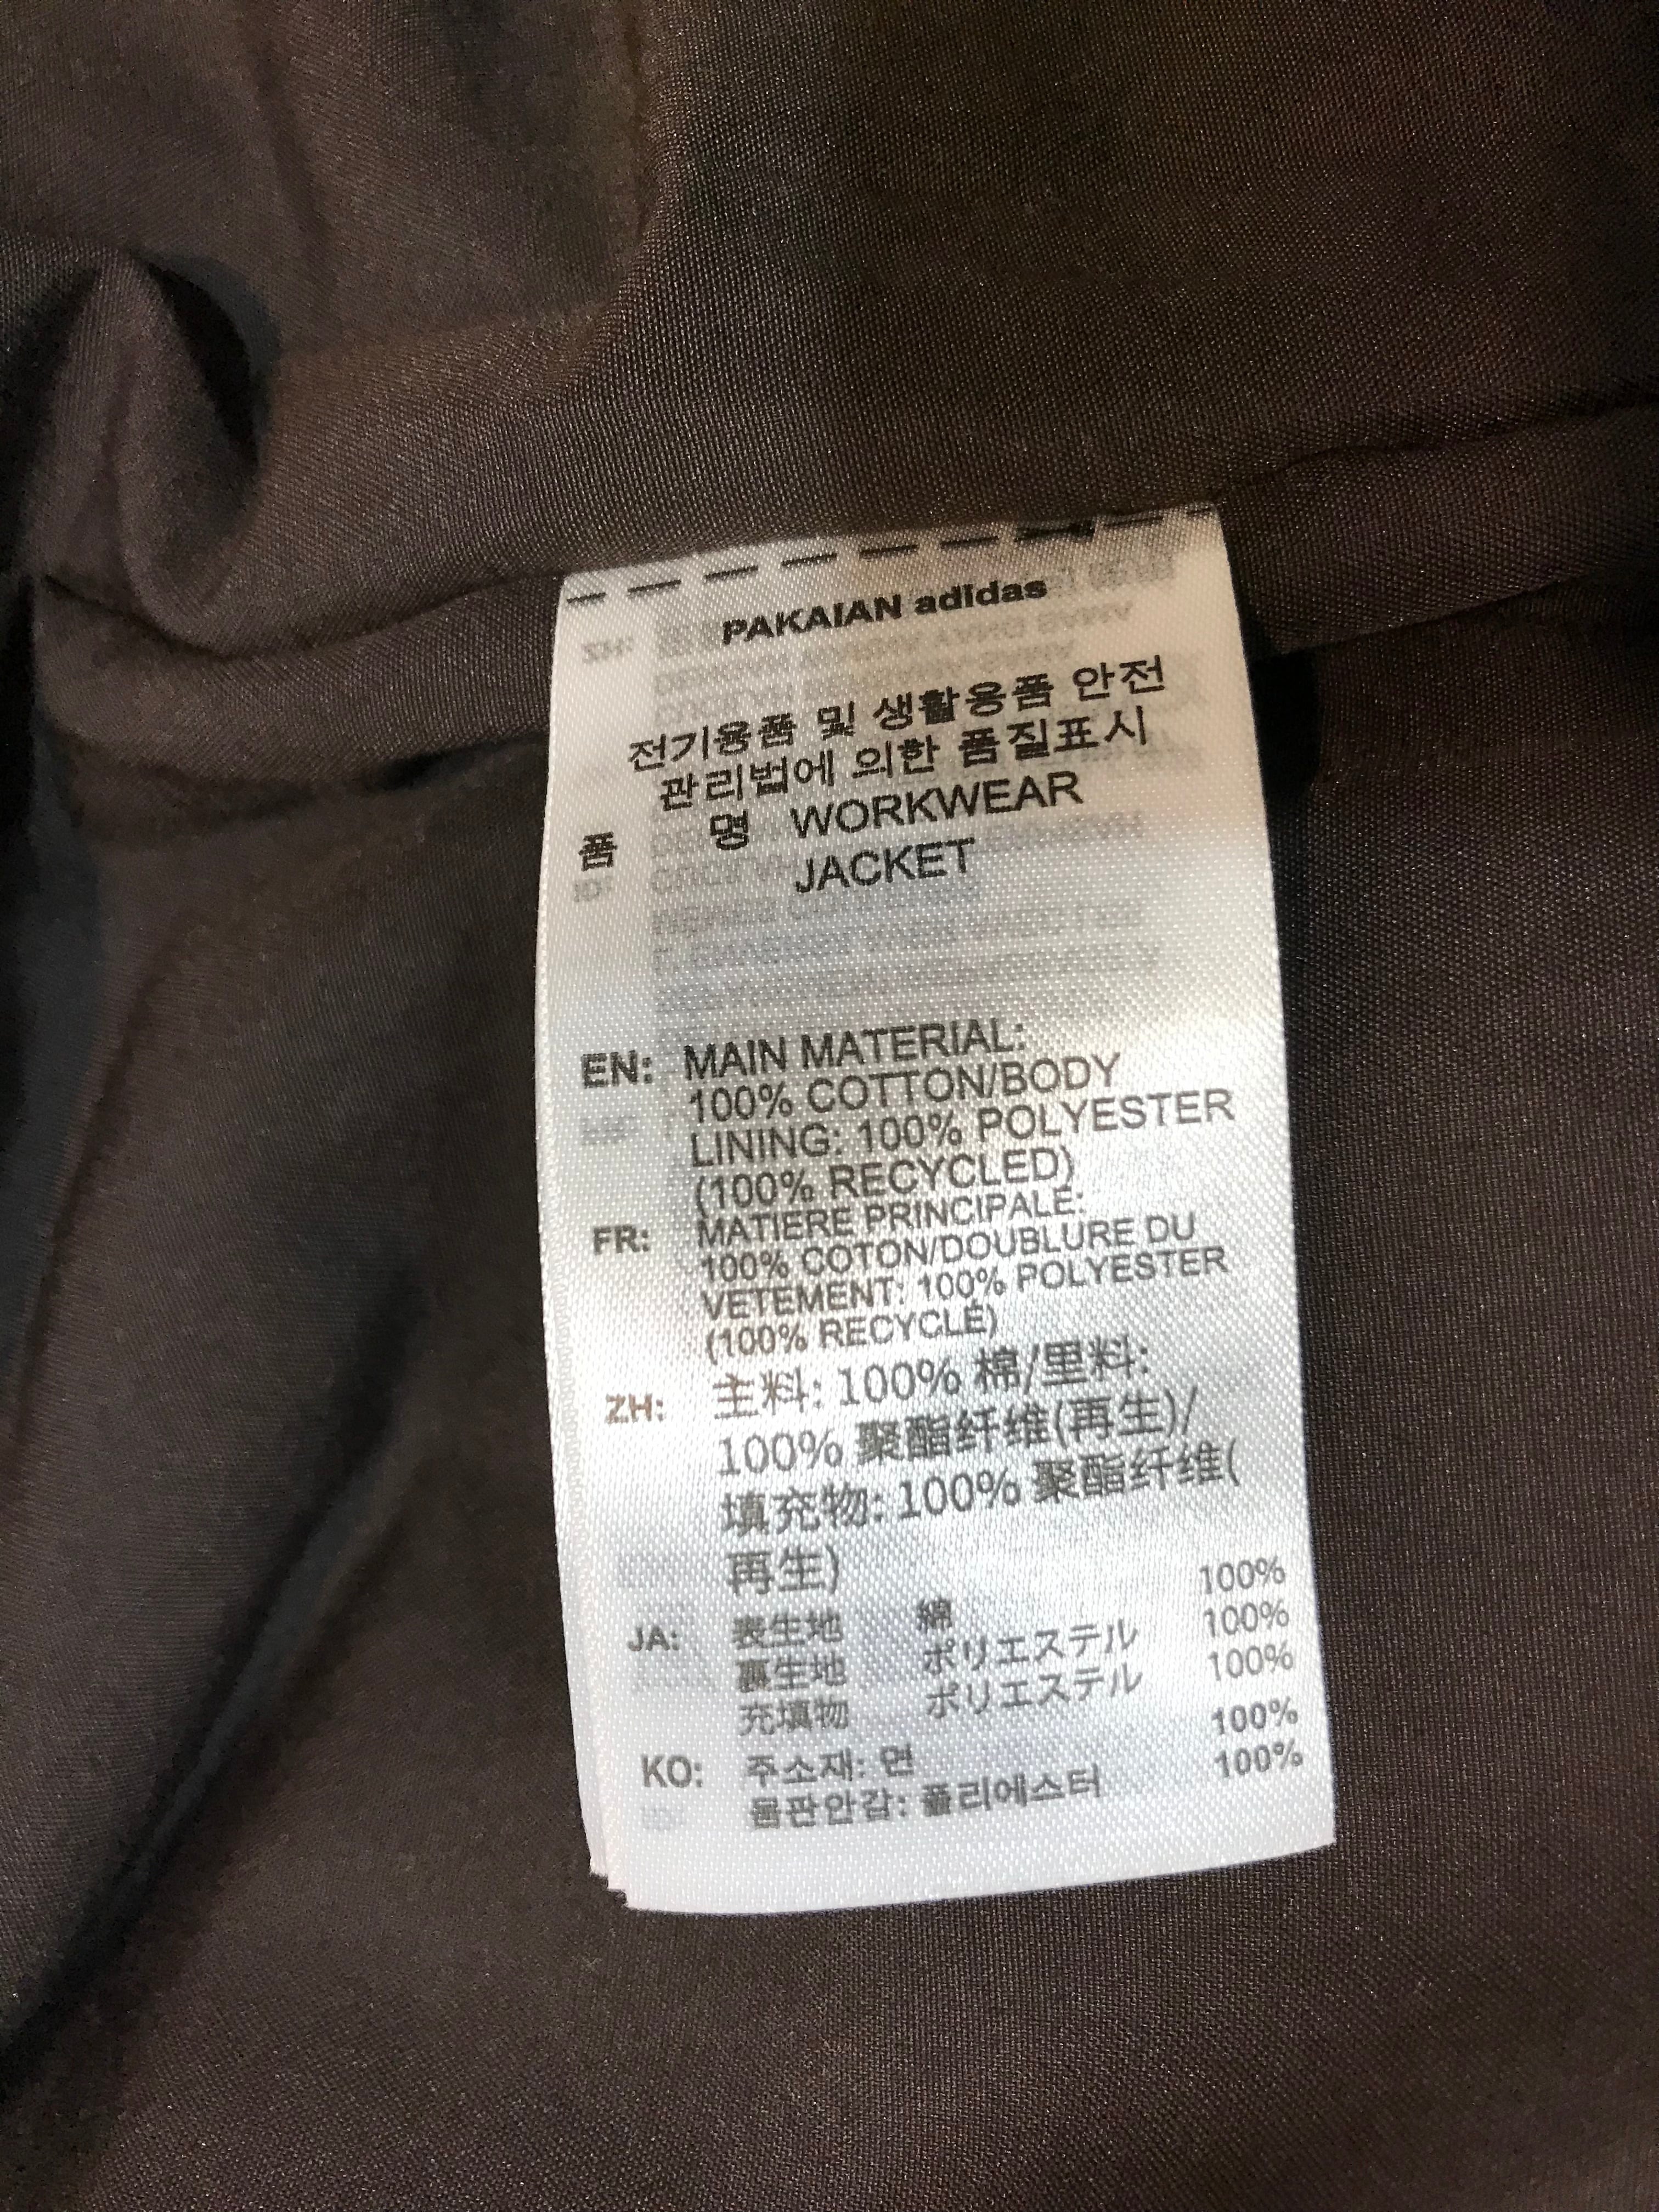 PAKAIAN adidas
전기용품 및 생활용품 안전
관리법에 의한 품질표시
품 명 WORKWEAR
JACKET
EN: MAIN MATERIAL:
100% COTTON/BODY
LINING: 100% POLYESTER
(100% RECYCLED)
FR: MATIERE PRINCIPALE:
100% COTON/DOUBLURE DU
VETEMENT: 100% POLYESTER
(100% RECYCLÉ)
ZH: 主料: 100% 棉/里料:
100% 聚酯纤维(再生)/
填充物: 100% 聚酯纤维(
再生)
JA: 表生地 綿 100%
裏生地 ポリエステル 100%
充填物 ポリエステル 100%
KO: 주소재: 면 100%
몸판안감: 폴리에스터 100%